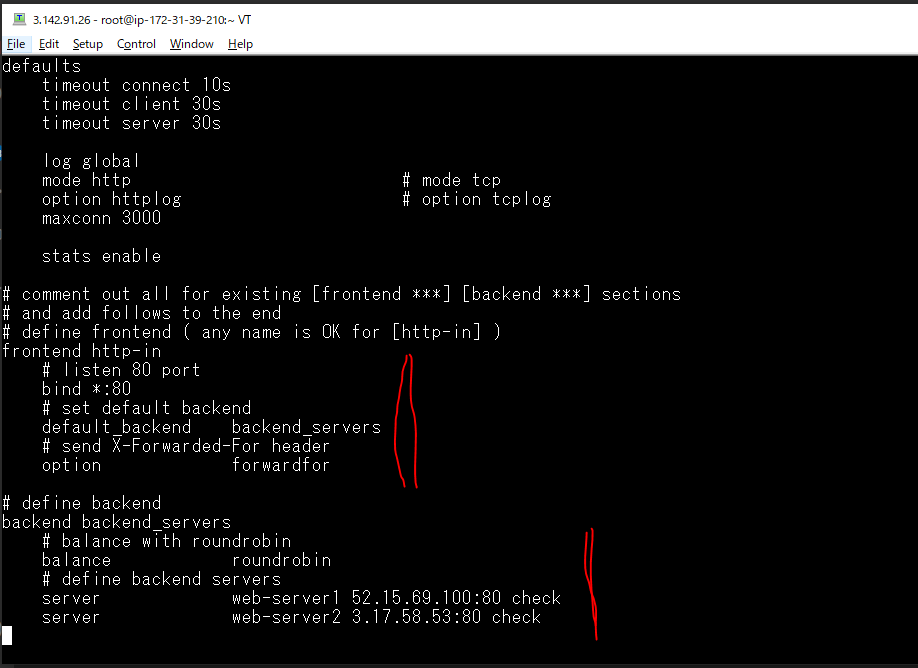 3.142.91.26 - root@ip-172-31-39-210:~ VT
File Edit Setup Control Window Help
defaults
    timeout connect 10s
    timeout client 30s
    timeout server 30s

    log global
    mode http                           # mode tcp
    option httplog                      # option tcplog
    maxconn 3000

    stats enable

# comment out all for existing [frontend ***] [backend ***] sections
# and add follows to the end
# define frontend ( any name is OK for [http-in] )
frontend http-in
    # listen 80 port
    bind *:80
    # set default backend
    default_backend    backend_servers
    # send X-Forwarded-For header
    option             forwardfor

# define backend
backend backend_servers
    # balance with roundrobin
    balance            roundrobin
    # define backend servers
    server             web-server1 52.15.69.100:80 check
    server             web-server2 3.17.58.53:80 check